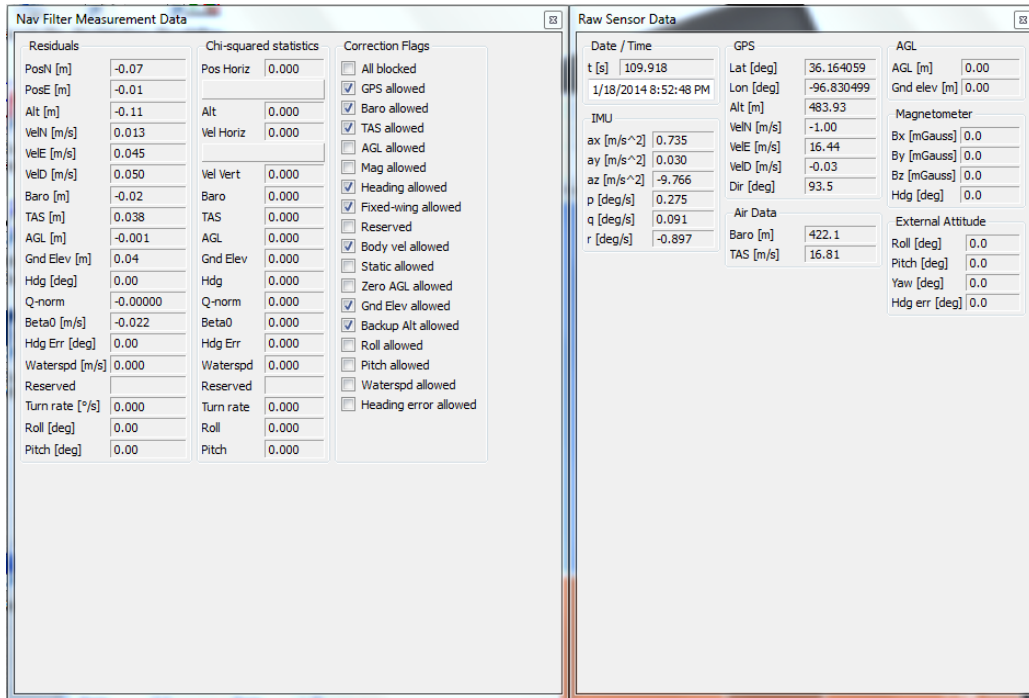 Nav Filter Measurement Data
Residuals
PosN [m] -0.07
PosE [m] -0.01
Alt [m] -0.11
VelN [m/s] 0.013
VelE [m/s] 0.045
VelD [m/s] 0.050
Baro [m] -0.02
TAS [m] 0.038
AGL [m] -0.001
Gnd Elev [m] 0.04
Hdg [deg] 0.00
Q-norm -0.00000
Beta0 [m/s] -0.022
Hdg Err [deg] 0.00
Waterspd [m/s] 0.000
Reserved
Turn rate [°/s] 0.000
Roll [deg] 0.00
Pitch [deg] 0.00
Chi-squared statistics
Pos Horiz 0.000
Alt 0.000
Vel Horiz 0.000
Vel Vert 0.000
Baro 0.000
TAS 0.000
AGL 0.000
Gnd Elev 0.000
Hdg 0.000
Q-norm 0.000
Beta0 0.000
Hdg Err 0.000
Waterspd 0.000
Reserved 0.000
Turn rate 0.000
Roll 0.000
Pitch 0.000
Correction Flags
All blocked
GPS allowed
Baro allowed
TAS allowed
AGL allowed
Mag allowed
Heading allowed
Fixed-wing allowed
Reserved
Body vel allowed
Static allowed
Zero AGL allowed
Gnd Elev allowed
Backup Alt allowed
Roll allowed
Pitch allowed
Waterspd allowed
Heading error allowed
Raw Sensor Data
Date / Time
t [s] 109.918
1/18/2014 8:52:48 PM
IMU
ax [m/s^2] 0.735
ay [m/s^2] 0.030
az [m/s^2] -9.766
p [deg/s] 0.275
q [deg/s] 0.091
r [deg/s] -0.897
GPS
Lat [deg] 36.164059
Lon [deg] -96.830499
Alt [m] 483.93
VelN [m/s] -1.00
VelE [m/s] 16.44
VelD [m/s] -0.03
Dir [deg] 93.5
Air Data
Baro [m] 422.1
TAS [m/s] 16.81
AGL
AGL [m] 0.00
Gnd elev [m] 0.00
Magnetometer
Bx [mGauss] 0.0
By [mGauss] 0.0
Bz [mGauss] 0.0
Hdg [deg] 0.0
External Attitude
Roll [deg] 0.0
Pitch [deg] 0.0
Yaw [deg] 0.0
Hdg err [deg] 0.0